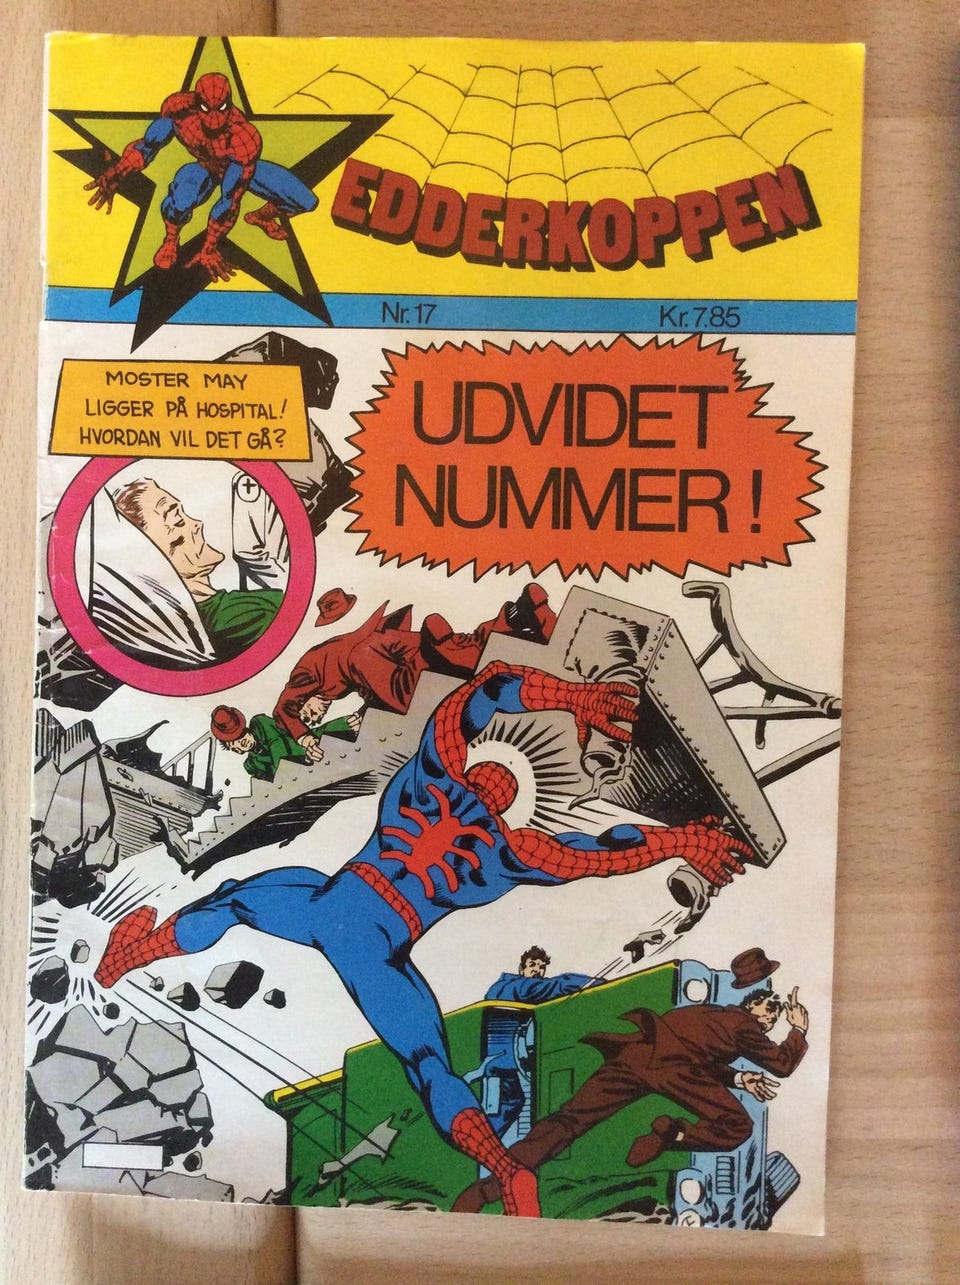 EDDERKOPPEN
Nr. 17 Kr. 7.85
MOSTER MAY
LIGGER PÅ HOSPITAL!
HVORDAN VIL DET GÅ?
UDVIDET
NUMMER!